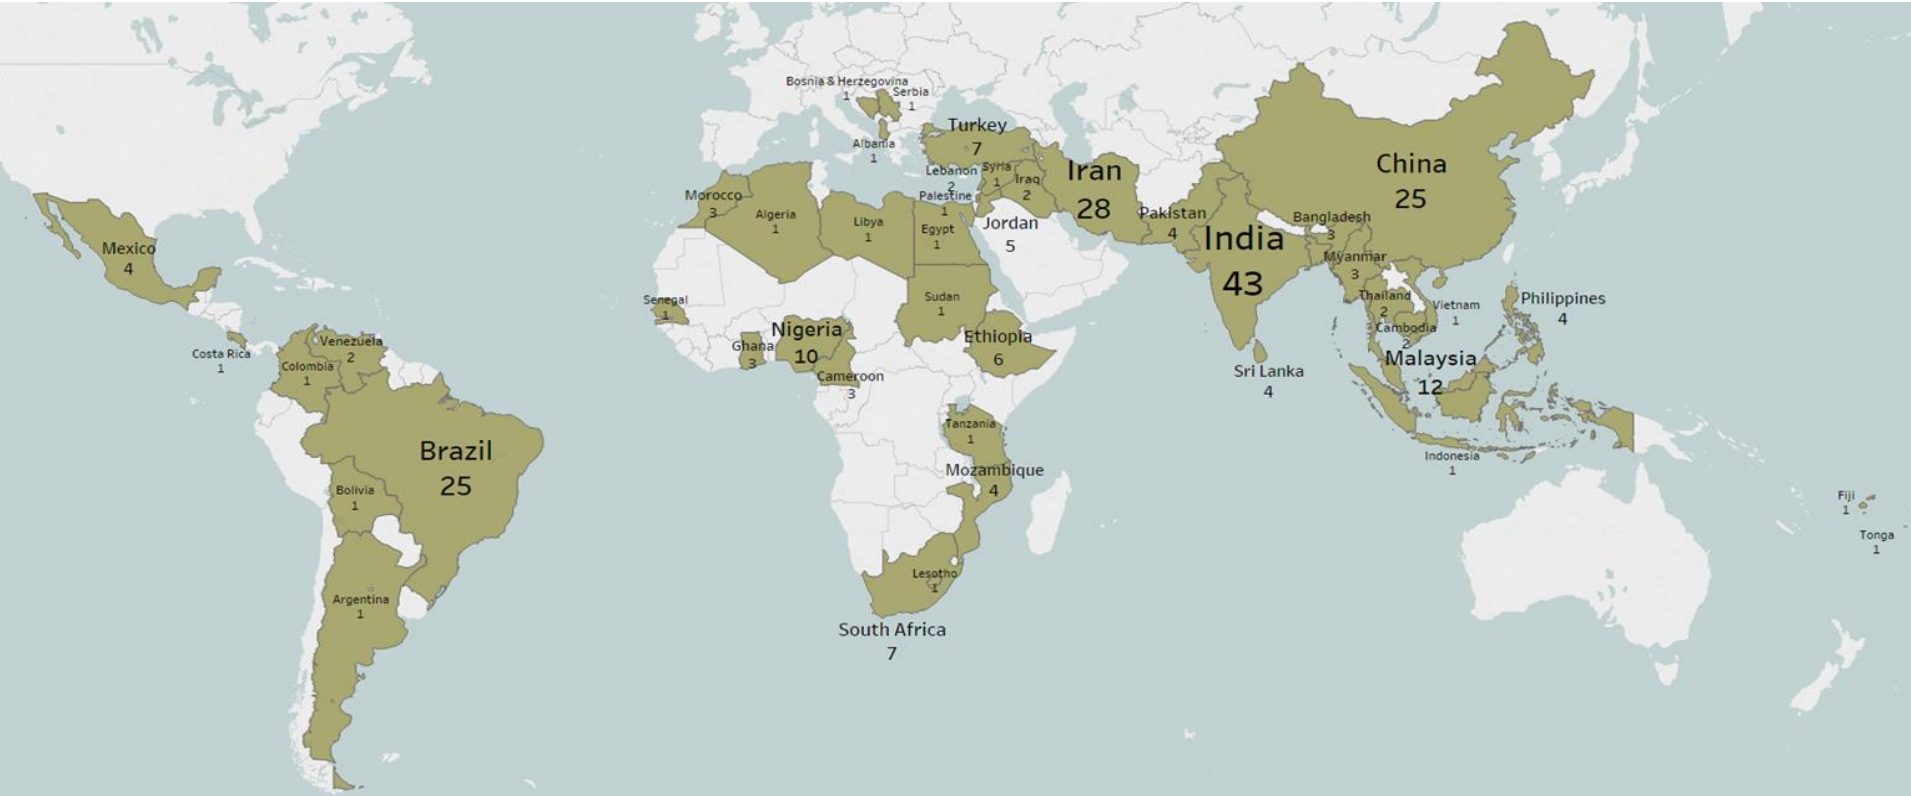 Bosnia & Herzegovina
1
Serbia
1
Turkey
7
Albania
1
Syria
1
Lebanon
2
Iraq
2
Iran
28
China
25
Morocco
3
Palestine
1
Algeria
1
Libya
1
Egypt
1
Jordan
5
Pakistan
4
Bangladesh
3
India
43
Mexico
4
Myanmar
3
Senegal
1
Sudan
1
Thailand
2
Vietnam
1
Philippines
4
Cambodia
2
Nigeria
10
Ghana
3
Ethiopia
6
Venezuela
2
Costa Rica
1
Colombia
1
Cameroon
3
Sri Lanka
4
Malaysia
12
Tanzania
1
Brazil
25
Mozambique
4
Indonesia
1
Bolivia
1
Fiji
1
Tonga
1
Lesotho
1
Argentina
1
South Africa
7